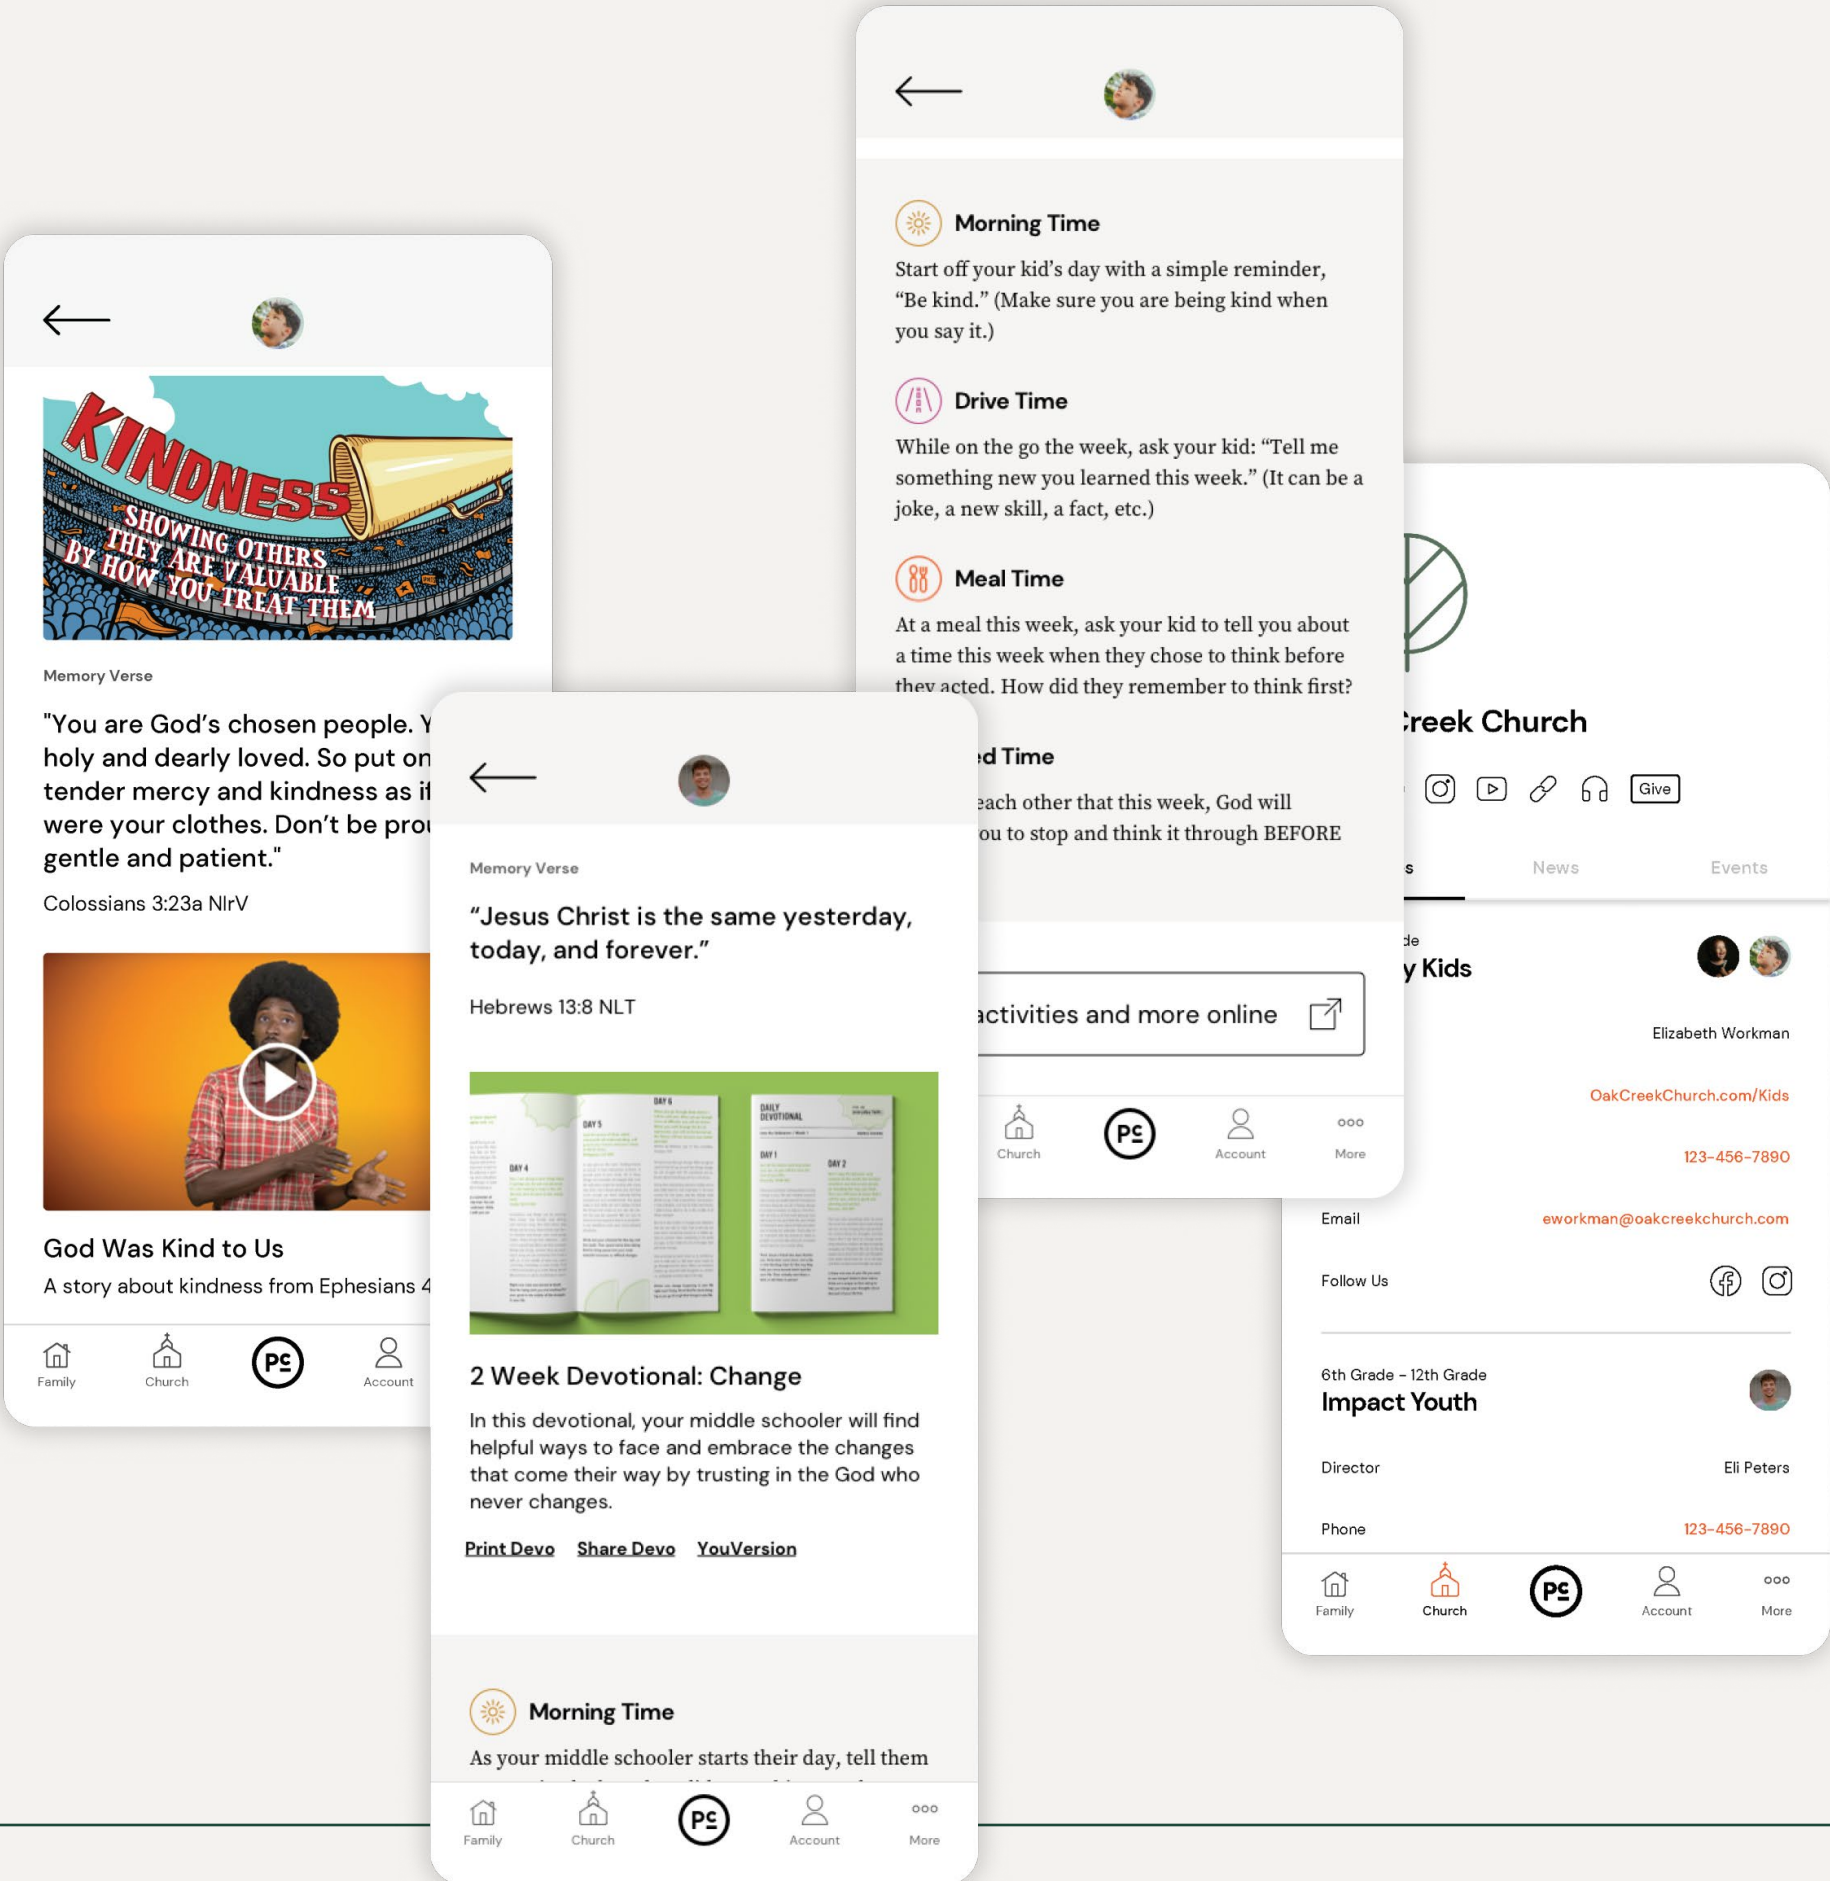 KINDNESS
SHOWING OTHERS
THEY ARE VALUABLE
BY HOW YOU TREAT THEM
Memory Verse
"You are God's chosen people. Y
holy and dearly loved. So put on
tender mercy and kindness as if
were your clothes. Don't be prou
gentle and patient."
Colossians 3:23a NIrV
God Was Kind to Us
A story about kindness from Ephesians 4
Family
Church
PC
Account
Memory Verse
“Jesus Christ is the same yesterday,
today, and forever.”
Hebrews 13:8 NLT
DAY 4
DAY 5
DAY 6
DAILY
DEVOTIONAL
DAY 1
DAY 2
2 Week Devotional: Change
In this devotional, your middle schooler will find
helpful ways to face and embrace the changes
that come their way by trusting in the God who
never changes.
Print Devo Share Devo YouVersion
Morning Time
As your middle schooler starts their day, tell them
Family
Church
PC
Account
More
Morning Time
Start off your kid’s day with a simple reminder,
“Be kind.” (Make sure you are being kind when
you say it.)
Drive Time
While on the go the week, ask your kid: “Tell me
something new you learned this week.” (It can be a
joke, a new skill, a fact, etc.)
Meal Time
At a meal this week, ask your kid to tell you about
a time this week when they chose to think before
they acted. How did they remember to think first?
d Time
each other that this week, God will
ou to stop and think it through BEFORE
activities and more online
Church
PC
Account
More
Creek Church
Give
s
News
Events
de
y Kids
Elizabeth Workman
OakCreekChurch.com/Kids
123-456-7890
Email eworkman@oakcreekchurch.com
Follow Us
6th Grade – 12th Grade
Impact Youth
Director Eli Peters
Phone 123-456-7890
Family
Church
PC
Account
More